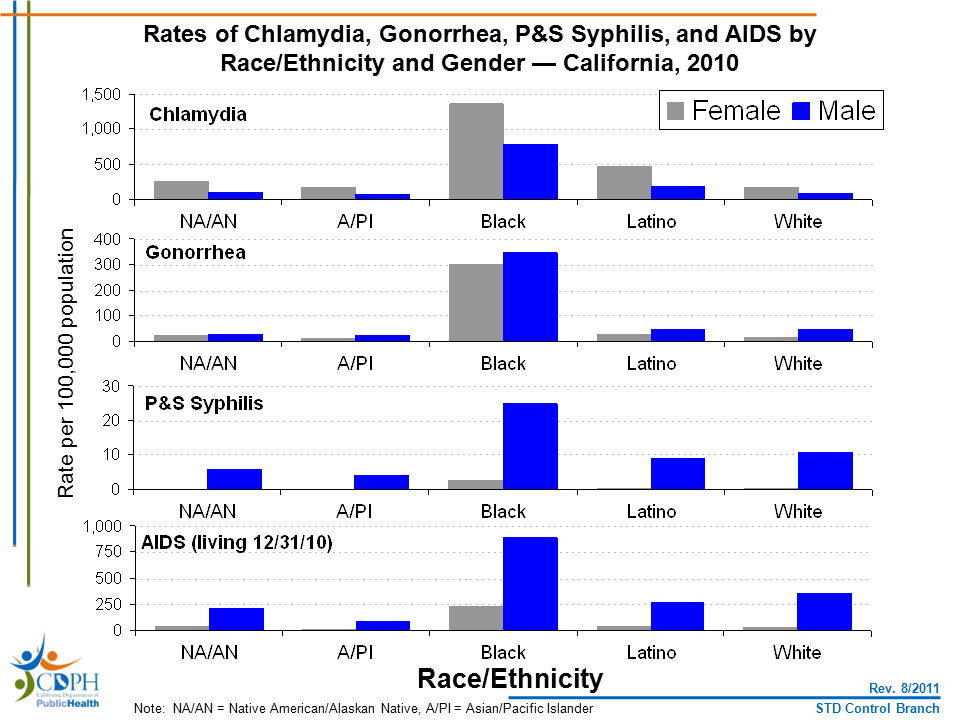 Rates of Chlamydia, Gonorrhea, P&S Syphilis, and AIDS by
Race/Ethnicity and Gender — California, 2010
Rate per 100,000 population
Female Male
Chlamydia
1,500
1,000
500
0
NA/AN A/PI Black Latino White
Gonorrhea
400
300
200
100
0
NA/AN A/PI Black Latino White
P&S Syphilis
30
20
10
0
NA/AN A/PI Black Latino White
AIDS (living 12/31/10)
1,000
750
500
250
0
NA/AN A/PI Black Latino White
Race/Ethnicity
CDPH
California Department of
PublicHealth
Note: NA/AN = Native American/Alaskan Native, A/PI = Asian/Pacific Islander
Rev. 8/2011
STD Control Branch